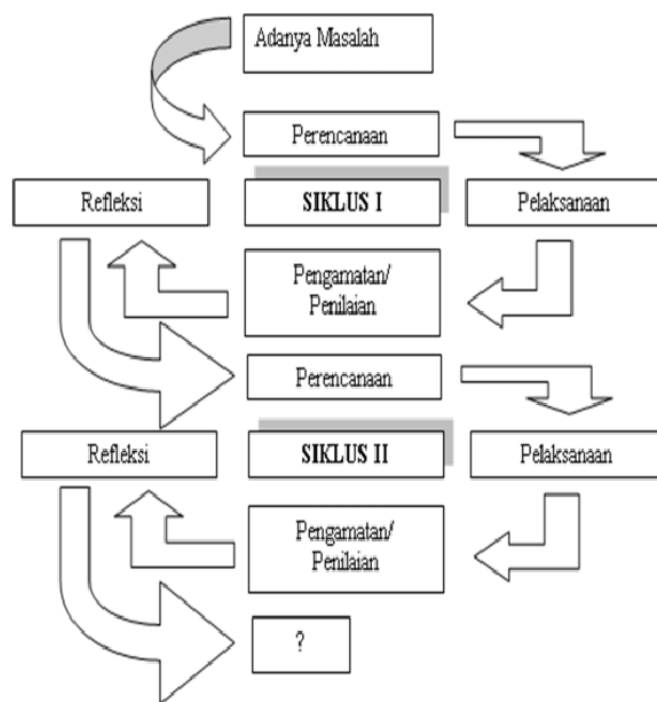 Adanya Masalah
Perencanaan
Refleksi
SIKLUS I
Pelaksanaan
Pengamatan/
Penilaian
Perencanaan
Refleksi
SIKLUS II
Pelaksanaan
Pengamatan/
Penilaian
?